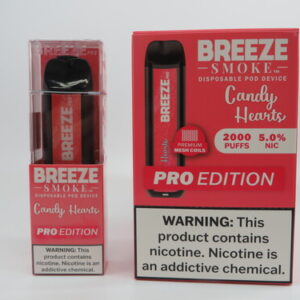 BREEZE
BREEZE
SMOKE
DISPOSABLE POD DEVICE
Candy Hearts
PRO EDITION
WARNING: This
product contains
nicotine. Nicotine is
an addictive chemical.
BREEZE
SMOKE
DISPOSABLE POD DEVICE
Candy
Hearts
Hearts
PREMIUM
MESH COILS
2000
PUFFS
5.0%
NIC
PRO EDITION
WARNING: This
product contains
nicotine. Nicotine is
an addictive chemical.